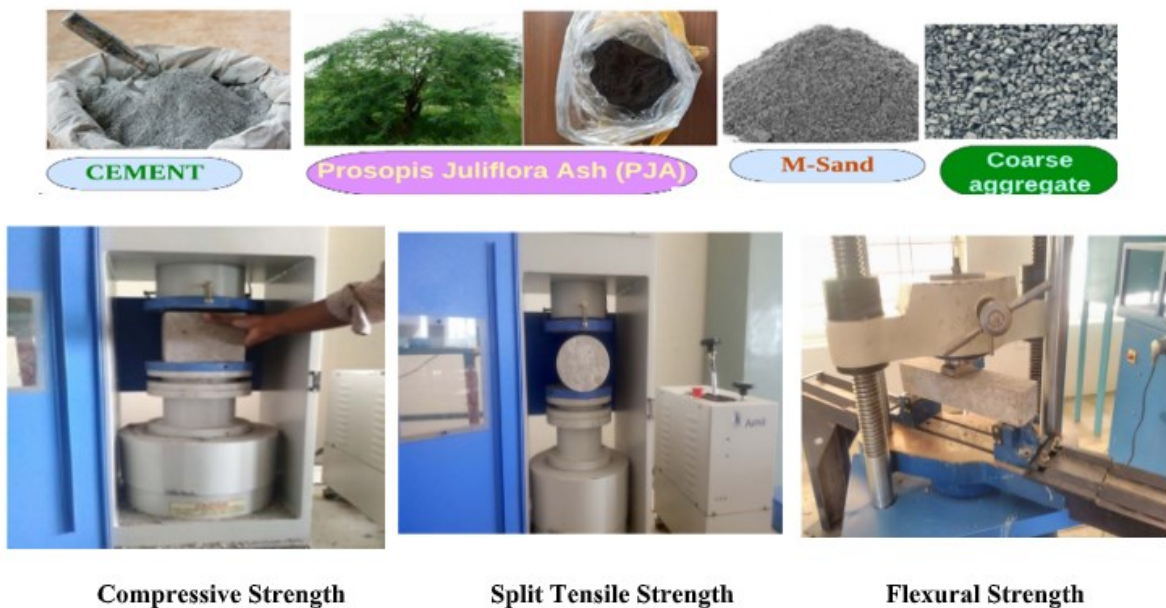 CEMENT
Prosopis Juliflora Ash (PJA)
M-Sand
Coarse
aggregate
Compressive Strength
Split Tensile Strength
Flexural Strength